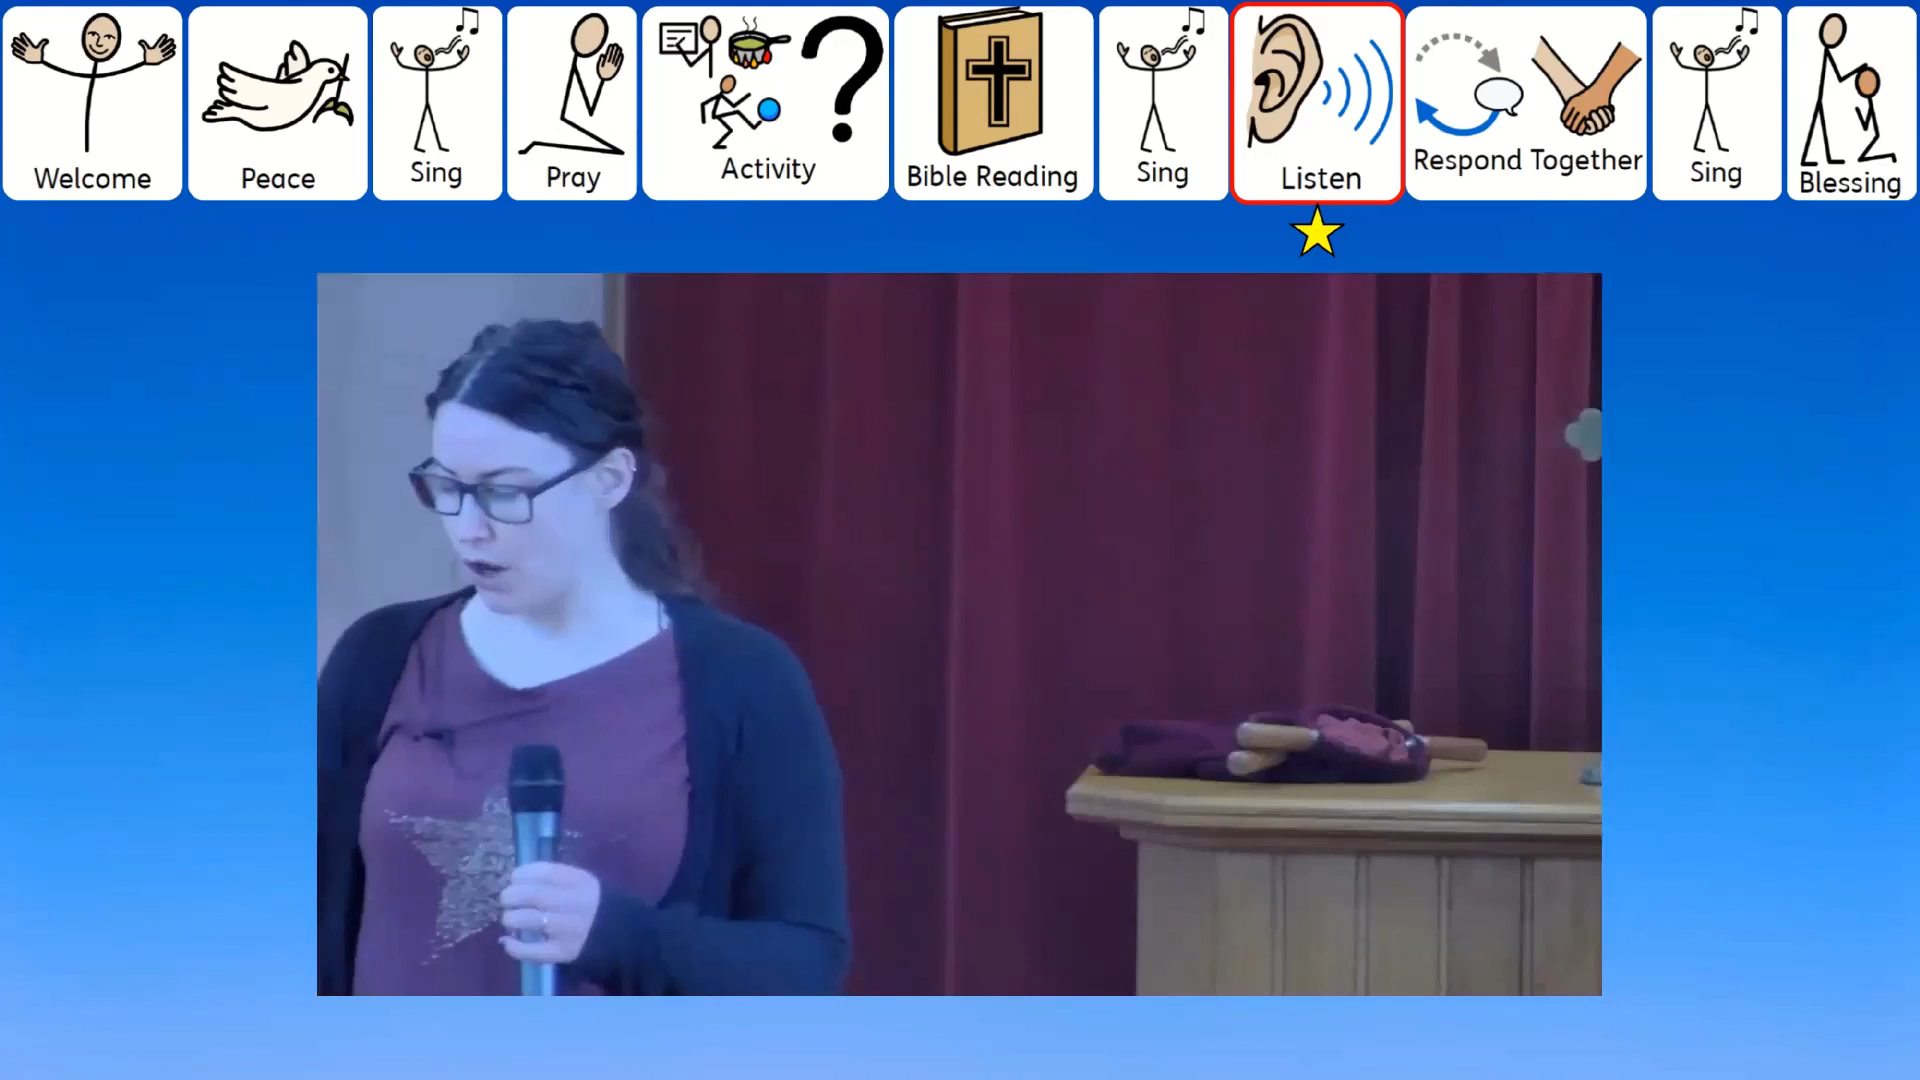 Welcome
Peace
Sing
Pray
Activity
?
Bible Reading
Sing
Listen
Respond Together
Sing
Blessing